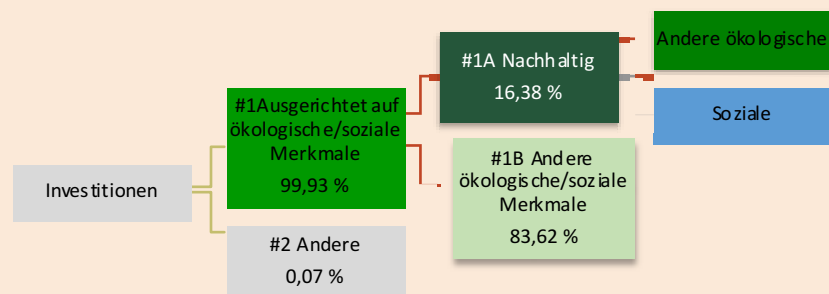 Investitionen
#1Ausgerichtet auf
ökologische/soziale
Merkmale
99,93 %
#2 Andere
0,07 %
#1A Nachhaltig
16,38 %
#1B Andere
ökologische/soziale
Merkmale
83,62 %
Andere ökologische
Soziale